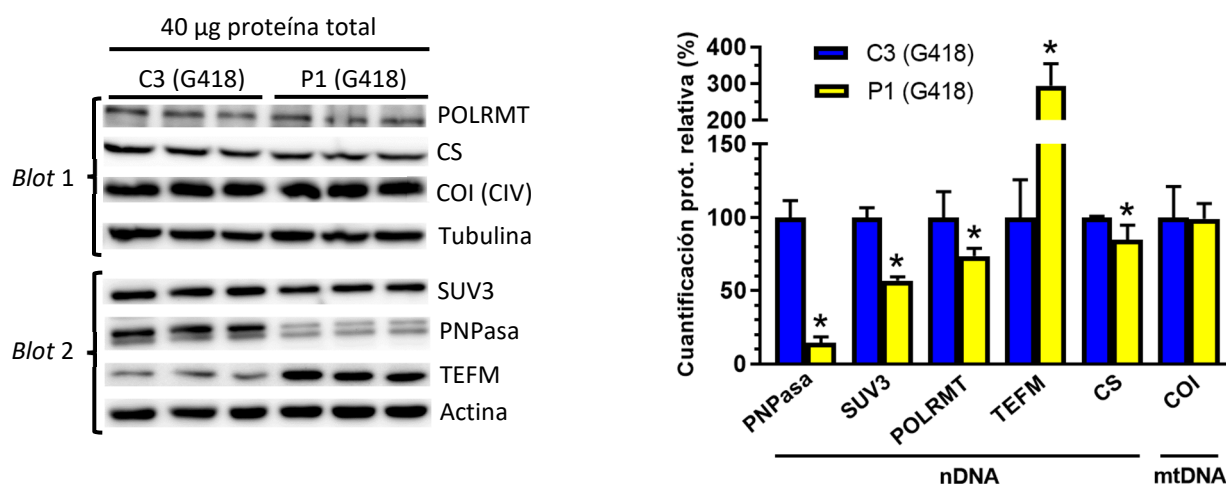 40 µg proteína total
C3 (G418) P1 (G418)
Blot 1
POLRMT
CS
COI (CIV)
Tubulina
Blot 2
SUV3
PNPasa
TEFM
Actina
Cuantificación prot. relativa (%)
400
300
200
100
150
100
50
0
C3 (G418)
P1 (G418)
* * * * *
PNPasa SUV3 POLRMT TEFM CS COI
nDNA mtDNA